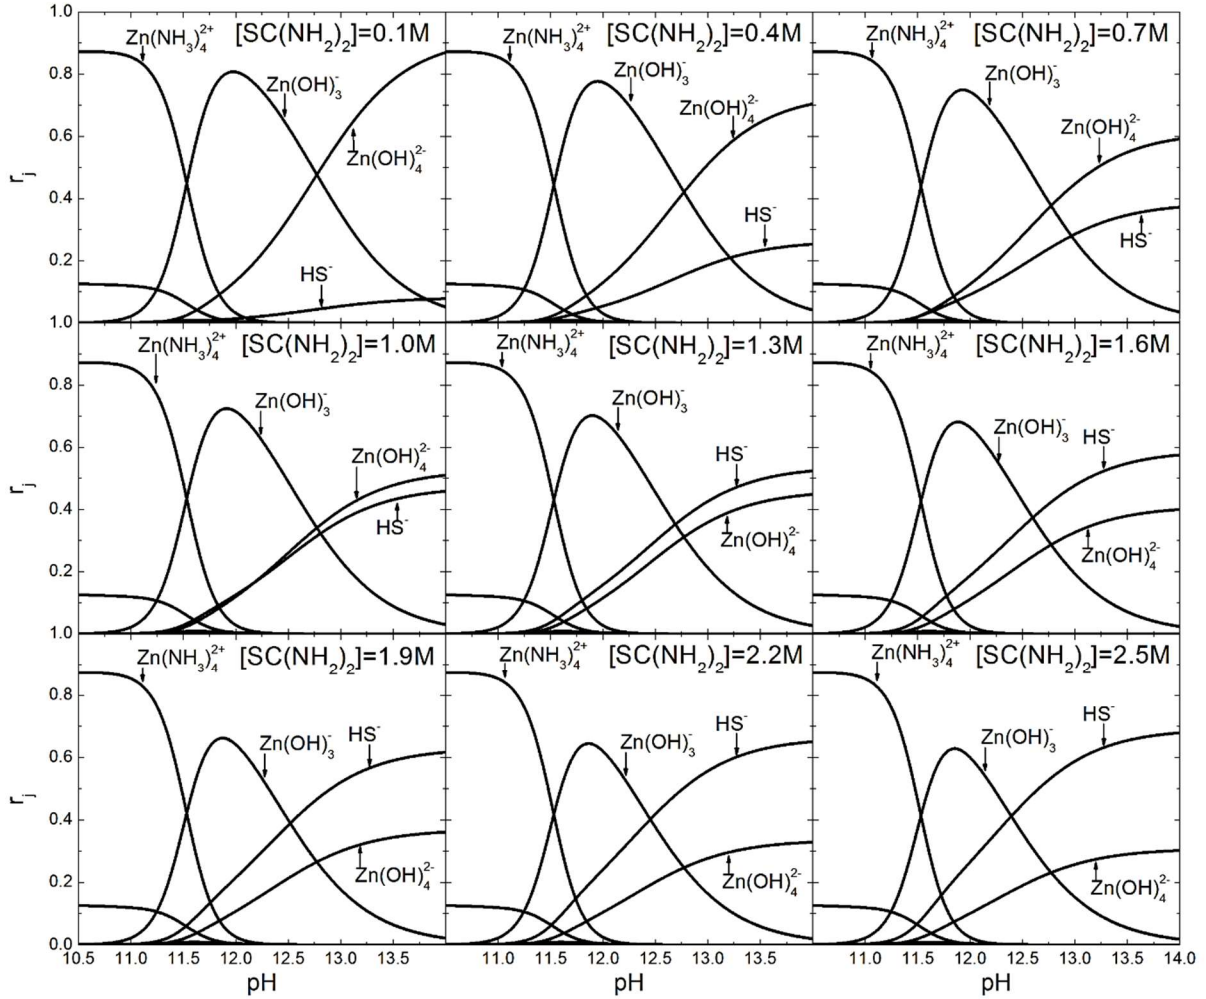 Zn(NH3)4^2+ [SC(NH2)2]=0.1M
Zn(OH)3^-
Zn(OH)4^2-
HS^-
Zn(NH3)4^2+ [SC(NH2)2]=0.4M
Zn(OH)3^-
Zn(OH)4^2-
HS^-
Zn(NH3)4^2+ [SC(NH2)2]=0.7M
Zn(OH)3^-
Zn(OH)4^2-
HS^-
1.0
0.8
0.6
0.4
0.2
rj
Zn(NH3)4^2+ [SC(NH2)2]=1.0M
Zn(OH)3^-
Zn(OH)4^2-
HS^-
Zn(NH3)4^2+ [SC(NH2)2]=1.3M
Zn(OH)3^-
HS^-
Zn(OH)4^2-
Zn(NH3)4^2+ [SC(NH2)2]=1.6M
Zn(OH)3^-
HS^-
Zn(OH)4^2-
1.0
0.8
0.6
0.4
0.2
rj
Zn(NH3)4^2+ [SC(NH2)2]=1.9M
Zn(OH)3^-
HS^-
Zn(OH)4^2-
Zn(NH3)4^2+ [SC(NH2)2]=2.2M
Zn(OH)3^-
HS^-
Zn(OH)4^2-
Zn(NH3)4^2+ [SC(NH2)2]=2.5M
Zn(OH)3^-
HS^-
Zn(OH)4^2-
1.0
0.8
0.6
0.4
0.2
0.0
rj
10.5 11.0 11.5 12.0 12.5 13.0 13.5
11.0 11.5 12.0 12.5 13.0 13.5
11.0 11.5 12.0 12.5 13.0 13.5 14.0
pH pH pH